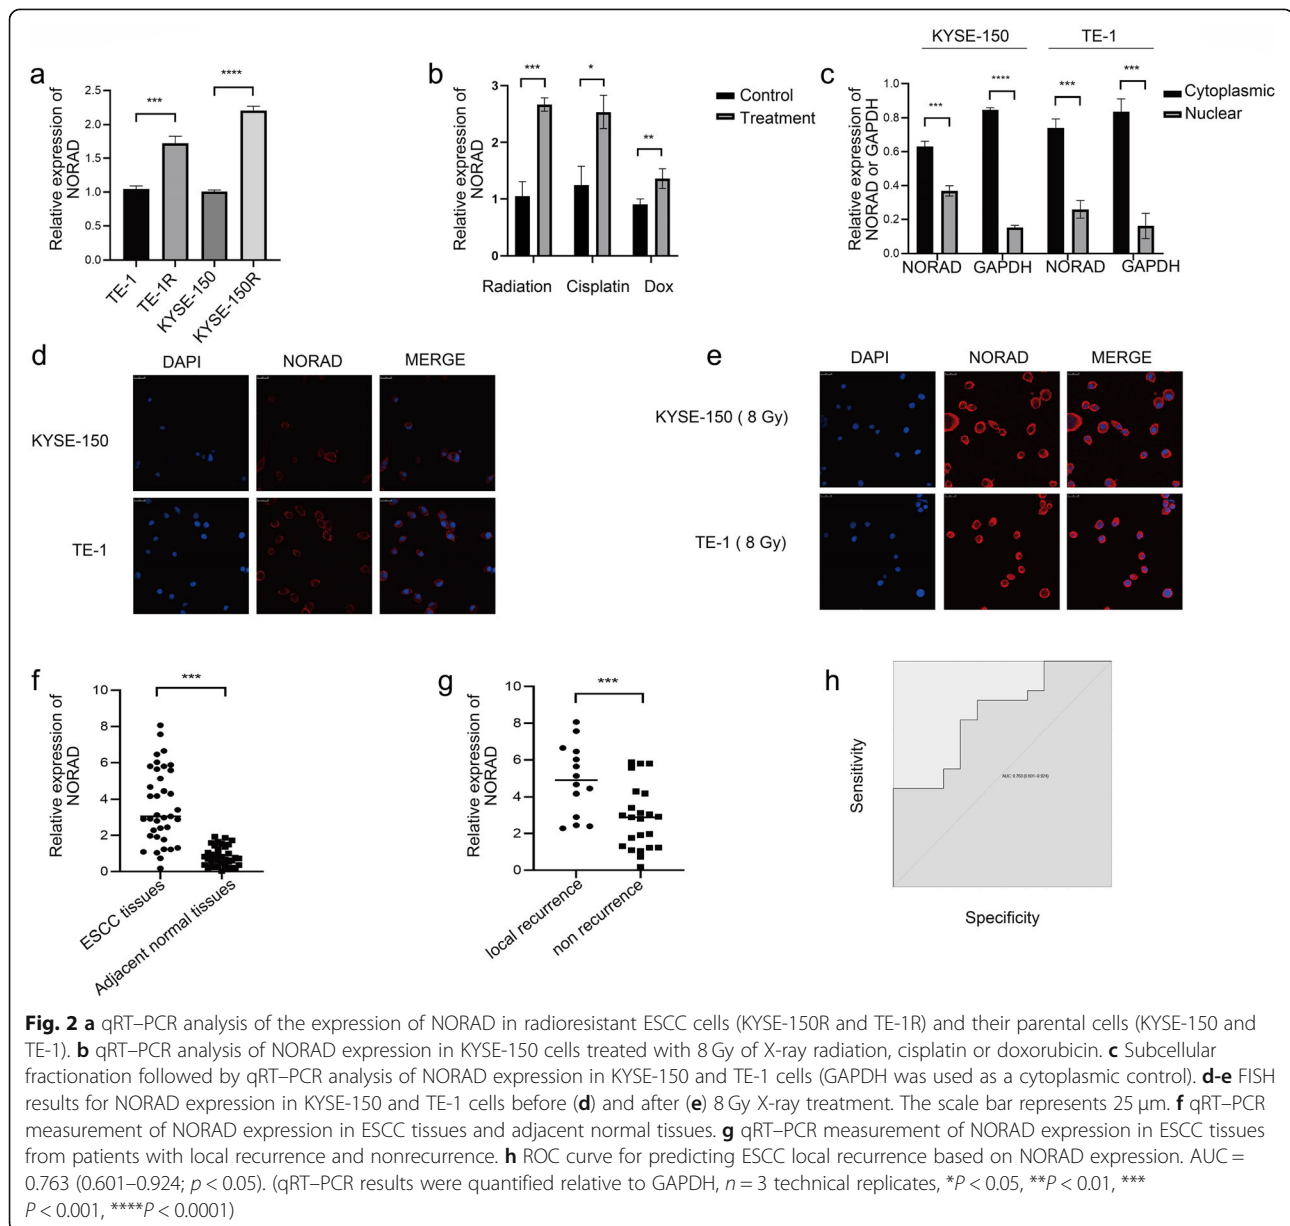 KYSE-150 TE-1
a
Relative expression of
NORAD
2.5
2.0
1.5
1.0
0.5
0.0
***
****
TE-1
TE-1R
KYSE-150
KYSE-150R
b
Relative expression of
NORAD
3
2
1
0
***
*
**
Radiation Cisplatin Dox
Control
Treatment
c
Relative expression of
NORAD or GAPDH
1.0
0.8
0.6
0.4
0.2
0.0
***
****
***
***
NORAD GAPDH NORAD GAPDH
Cytoplasmic
Nuclear
d
DAPI NORAD MERGE
KYSE-150
TE-1
e
DAPI NORAD MERGE
KYSE-150 ( 8 Gy)
TE-1 ( 8 Gy)
f
Relative expression of
NORAD
10
8
6
4
2
0
***
ESCC tissues
Adjacent normal tissues
g
Relative expression of
NORAD
10
8
6
4
2
0
***
local recurrence
non recurrence
h
Sensitivity
AUC: 0.763 (0.601–0.924)
Specificity
Fig. 2 a qRT–PCR analysis of the expression of NORAD in radioresistant ESCC cells (KYSE-150R and TE-1R) and their parental cells (KYSE-150 and
TE-1). b qRT–PCR analysis of NORAD expression in KYSE-150 cells treated with 8 Gy of X-ray radiation, cisplatin or doxorubicin. c Subcellular
fractionation followed by qRT–PCR analysis of NORAD expression in KYSE-150 and TE-1 cells (GAPDH was used as a cytoplasmic control). d-e FISH
results for NORAD expression in KYSE-150 and TE-1 cells before (d) and after (e) 8 Gy X-ray treatment. The scale bar represents 25 μm. f qRT–PCR
measurement of NORAD expression in ESCC tissues and adjacent normal tissues. g qRT–PCR measurement of NORAD expression in ESCC tissues
from patients with local recurrence and nonrecurrence. h ROC curve for predicting ESCC local recurrence based on NORAD expression. AUC =
0.763 (0.601–0.924; p < 0.05). (qRT–PCR results were quantified relative to GAPDH, n = 3 technical replicates, *P < 0.05, **P < 0.01, ***
P < 0.001, ****P < 0.0001)